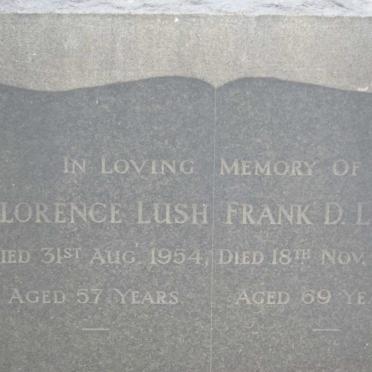 IN LOVING MEMORY OF
LORENCE LUSH FRANK D. L
IED 31ST AUG. 1954, DIED 18TH NOV.
AGED 57 YEARS AGED 69 YE